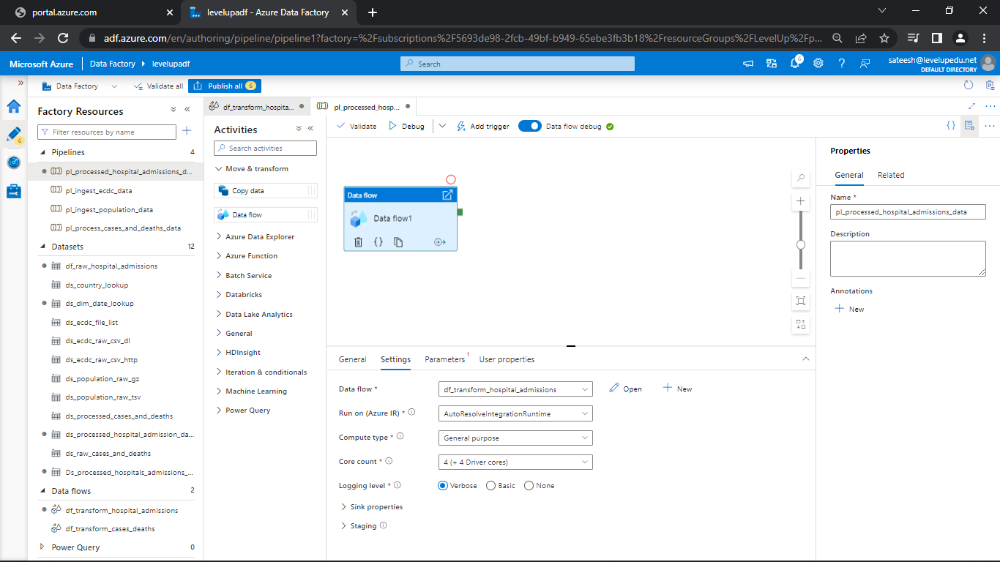 portal.azure.com
levelupadf - Azure Data Factory
adf.azure.com/en/authoring/pipeline/pipeline1?factory=%2Fsubscriptions%2F5693de98-2fcb-49bf-b949-65ebe3fb3b18%2FresourceGroups%2FLevelUp%2Fp...
Microsoft Azure
Data Factory
levelupadf
Search
6
sateesh@levelupedu.net
DEFAULT DIRECTORY
Data Factory
Validate all
Publish all 6
6
Factory Resources
Filter resources by name
Pipelines 4
pl_processed_hospital_admissions_d...
pl_ingest_ecdc_data
pl_ingest_population_data
pl_process_cases_and_deaths_data
Datasets 12
df_raw_hospital_admissions
ds_country_lookup
ds_dim_date_lookup
ds_ecdc_file_list
ds_ecdc_raw_csv_dl
ds_ecdc_raw_csv_http
ds_population_raw_gz
ds_population_raw_tsv
ds_processed_cases_and_deaths
ds_processed_hospital_admission_da...
ds_raw_cases_and_deaths
Ds_processed_hospitals_admissions_...
Data flows 2
df_transform_hospital_admissions
df_transform_cases_deaths
Power Query 0
df_transform_hospita...
pl_processed_hosp...
Activities
Search activities
Move & transform
Copy data
Data flow
Azure Data Explorer
Azure Function
Batch Service
Databricks
Data Lake Analytics
General
HDInsight
Iteration & conditionals
Machine Learning
Power Query
Validate
Debug
Add trigger
Data flow debug
Data flow
Data flow1
General
Settings
Parameters 1
User properties
Data flow *
df_transform_hospital_admissions
Open
New
Run on (Azure IR) *
AutoResolveIntegrationRuntime
Compute type *
General purpose
Core count *
4 (+ 4 Driver cores)
Logging level *
Verbose
Basic
None
Sink properties
Staging
Properties
General
Related
Name *
pl_processed_hospital_admissions_data
Description
Annotations
New